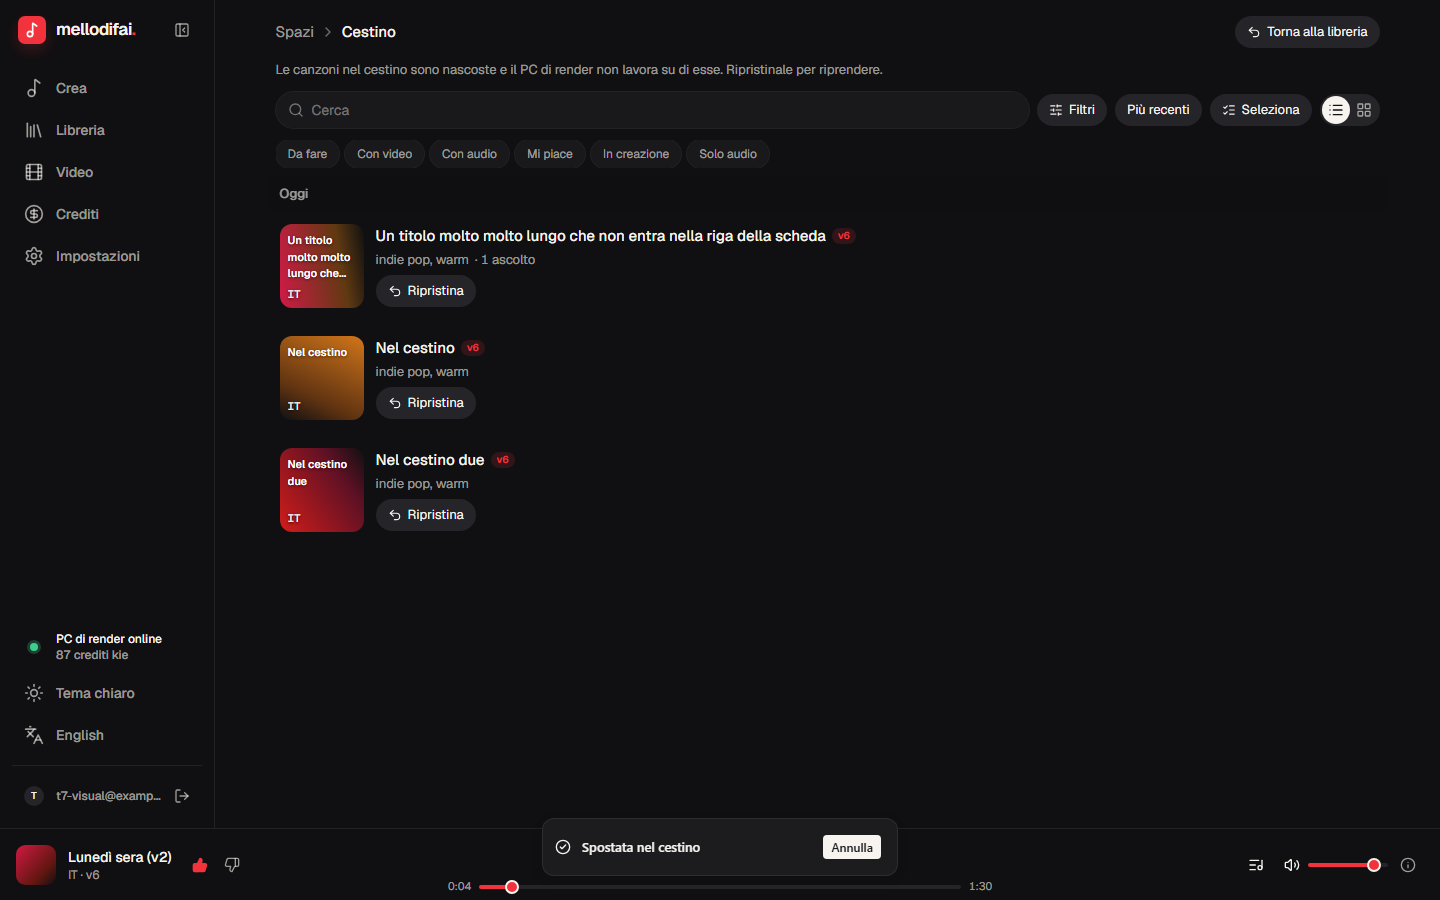 mellodifai.
Crea
Libreria
Video
Crediti
Impostazioni
PC di render online
87 crediti kie
Tema chiaro
English
T
t7-visual@examp...
Spazi > Cestino
Torna alla libreria
Le canzoni nel cestino sono nascoste e il PC di render non lavora su di esse. Ripristinale per riprendere.
Cerca
Filtri
Più recenti
Seleziona
Da fare
Con video
Con audio
Mi piace
In creazione
Solo audio
Oggi
Un titolo
molto molto
lungo che...
IT
Un titolo molto molto lungo che non entra nella riga della scheda v6
indie pop, warm · 1 ascolto
Ripristina
Nel cestino
IT
Nel cestino v6
indie pop, warm
Ripristina
Nel cestino
due
IT
Nel cestino due v6
indie pop, warm
Ripristina
Lunedì sera (v2)
IT · v6
Spostata nel cestino
Annulla
0:04
1:30